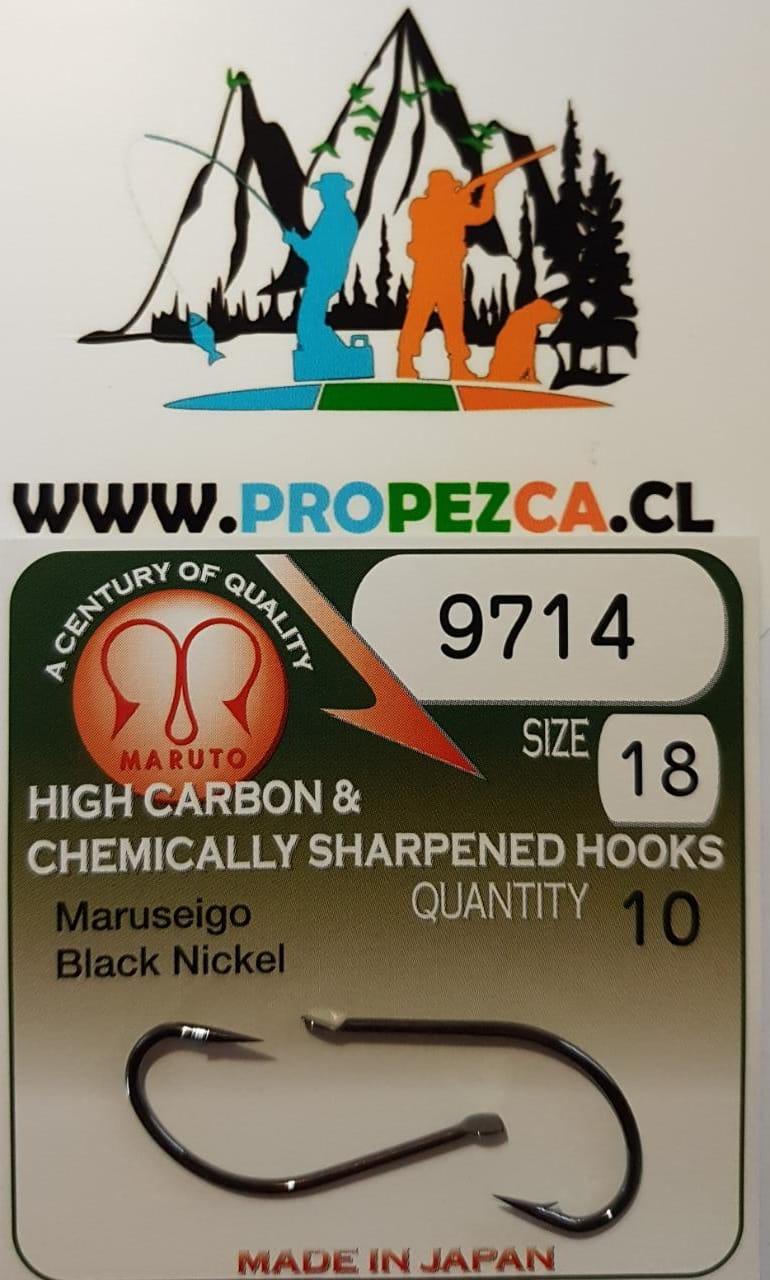 WWW.PROPEZCA.CL
A CENTURY OF QUALITY
MARUTO
9714
SIZE 18
HIGH CARBON &
CHEMICALLY SHARPENED HOOKS
QUANTITY 10
Maruseigo
Black Nickel
MADE IN JAPAN